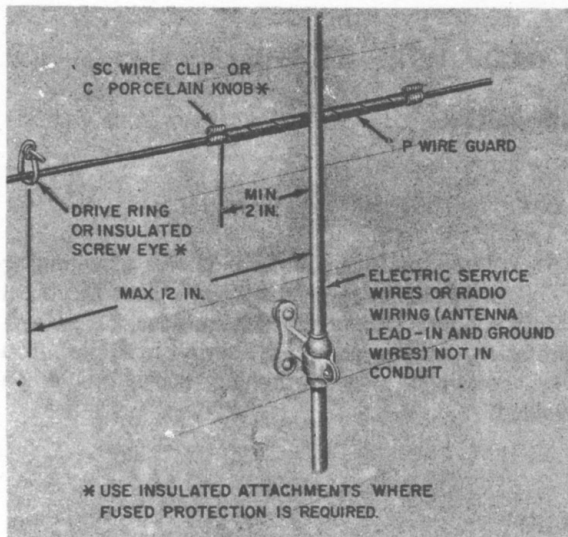 SC WIRE CLIP OR
C PORCELAIN KNOB*
P WIRE GUARD
MIN.
2 IN.
DRIVE RING
OR INSULATED
SCREW EYE *
MAX 12 IN.
ELECTRIC SERVICE
WIRES OR RADIO
WIRING (ANTENNA
LEAD-IN AND GROUND
WIRES) NOT IN
CONDUIT
* USE INSULATED ATTACHMENTS WHERE
FUSED PROTECTION IS REQUIRED.